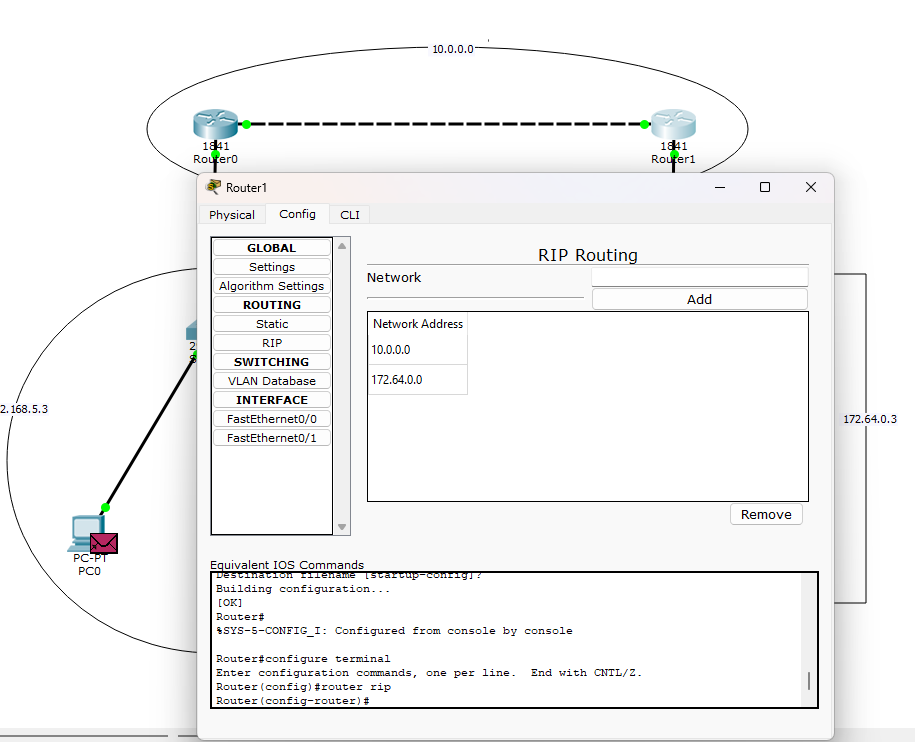 10.0.0.0
1841
Router0
1841
Router1
Router1
Physical
Config
CLI
GLOBAL
Settings
Algorithm Settings
ROUTING
Static
RIP
SWITCHING
VLAN Database
INTERFACE
FastEthernet0/0
FastEthernet0/1
RIP Routing
Network
Add
Network Address
10.0.0.0
172.64.0.0
Remove
Equivalent IOS Commands
Destination filename [startup-config]?
Building configuration...
[OK]
Router#
%SYS-5-CONFIG_I: Configured from console by console
Router#configure terminal
Enter configuration commands, one per line.  End with CNTL/Z.
Router(config)#router rip
Router(config-router)#
2.168.5.3
PC-PT
PC0
172.64.0.3